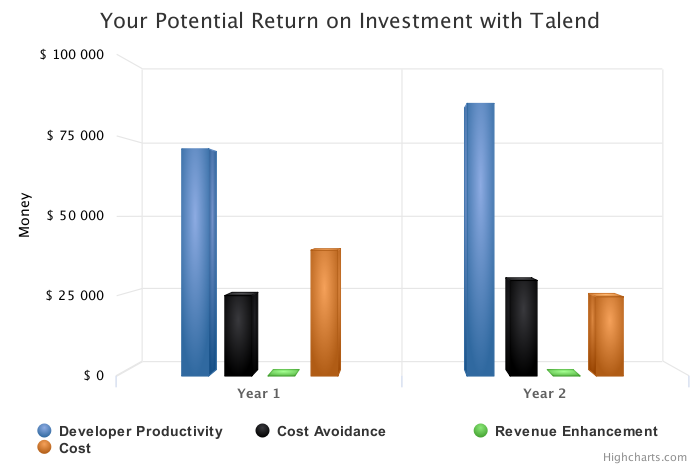 Your Potential Return on Investment with Talend
$ 100 000
$ 75 000
$ 50 000
$ 25 000
$ 0
Money
Year 1
Year 2
Developer Productivity
Cost Avoidance
Revenue Enhancement
Cost
Highcharts.com